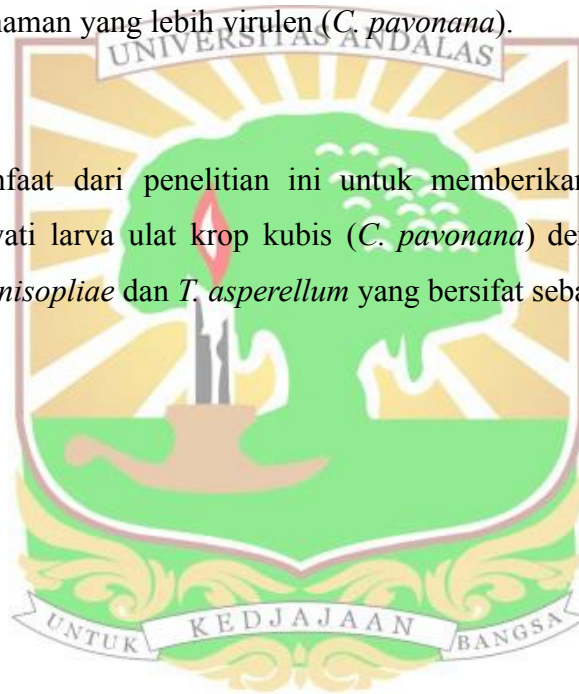 naman yang lebih virulen (C. pavonana).
UNIVERSITAS ANDALAS
nfaat dari penelitian ini untuk memberikan
vati larva ulat krop kubis (C. pavonana) de
nisopliae dan T. asperellum yang bersifat seba
UNTUK KEDJAJAAN BANGSA